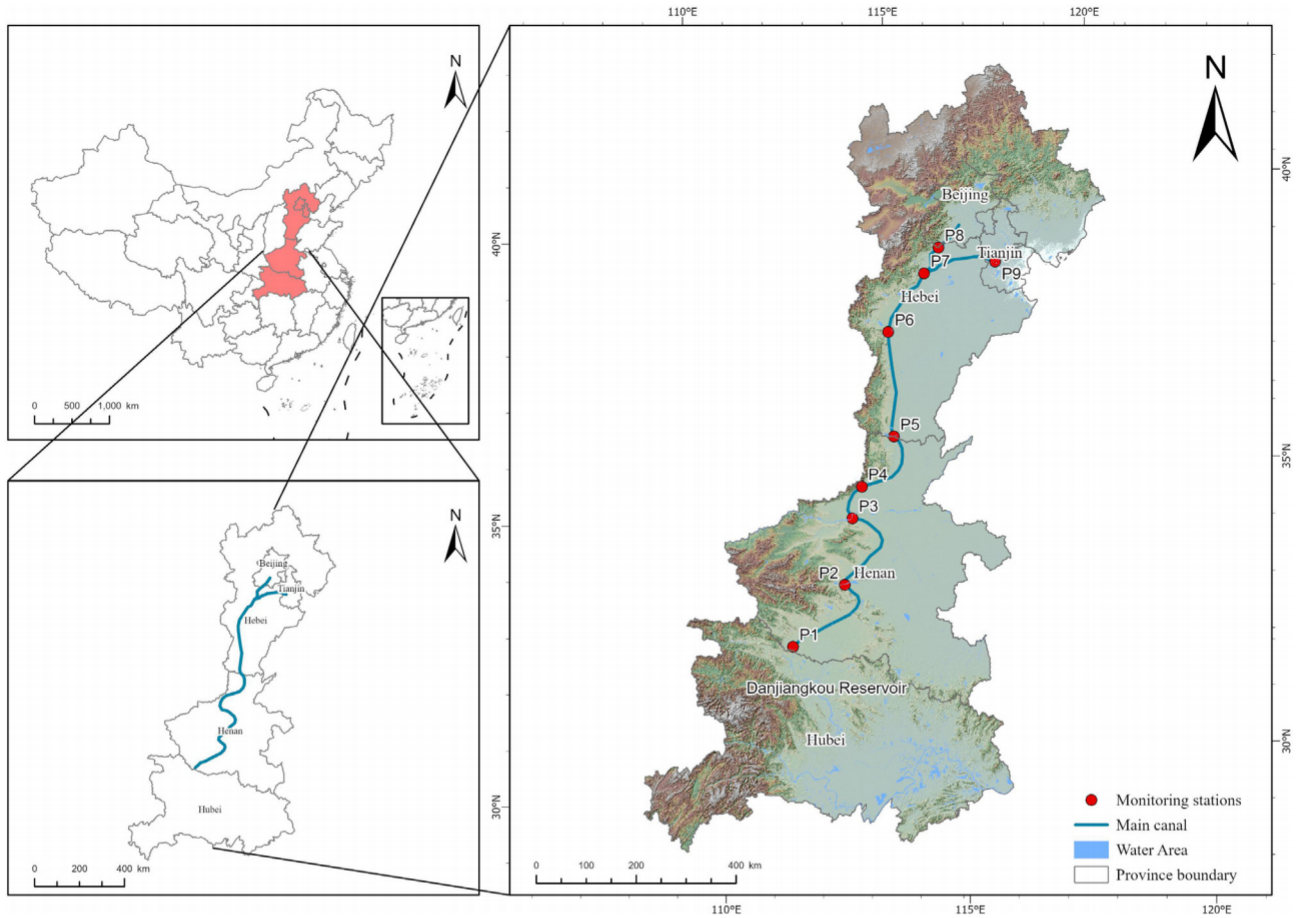 N
0 500 1,000 km
N
Beijing
Tianjin
Hebei
Henan
Hubei
0 200 400 km
40°N
35°N
30°N
110°E 115°E 120°E
N
Beijing
P8
Tianjin
P7
P9
Hebei
P6
P5
P4
P3
P2 Henan
P1
Danjiangkou Reservoir
Hubei
Monitoring stations
Main canal
Water Area
Province boundary
0 100 200 400 km
40°N
35°N
30°N
110°E 115°E 120°E